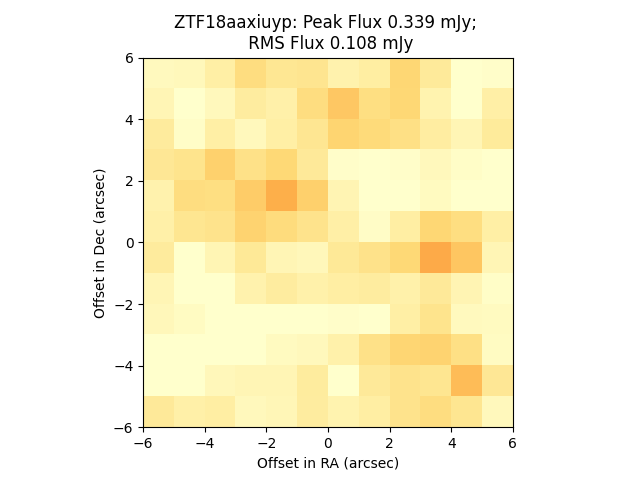 ZTF18aaxiuyp: Peak Flux 0.339 mJy;
RMS Flux 0.108 mJy
6
4
2
0
−2
−4
−6
Offset in Dec (arcsec)
−6 −4 −2 0 2 4 6
Offset in RA (arcsec)